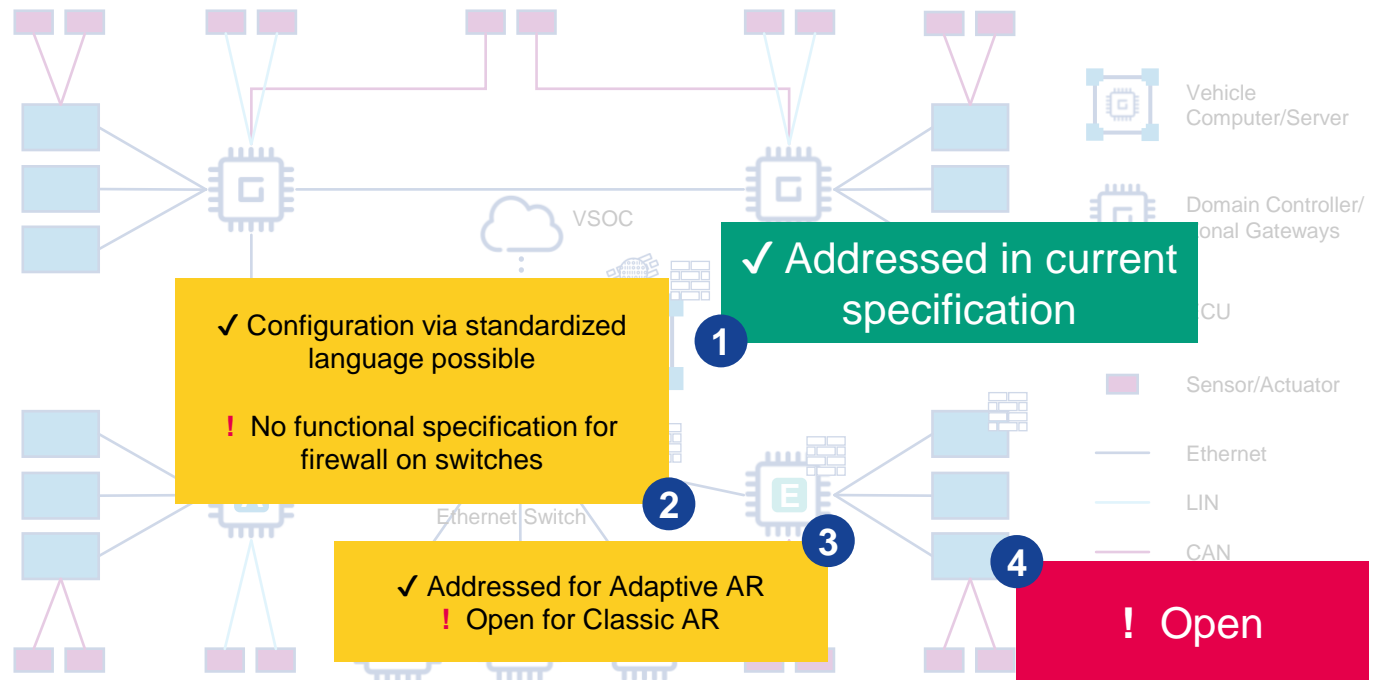 Vehicle
Computer/Server
Domain Controller/
onal Gateways
VSOC
✓ Addressed in current
specification
1
✓ Configuration via standardized
language possible
! No functional specification for
firewall on switches
2
CU
Sensor/Actuator
Ethernet
LIN
CAN
Ethernet Switch
E
3
✓ Addressed for Adaptive AR
! Open for Classic AR
4
! Open